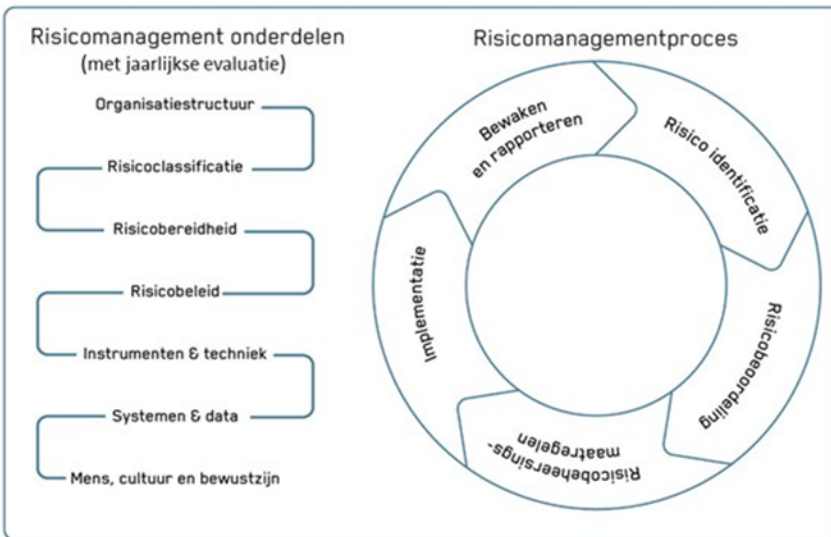 Risicomanagement onderdelen
(met jaarlijkse evaluatie)
Organisatiestructuur
Risicoclassificatie
Risicobereidheid
Risicobeleid
Instrumenten & techniek
Systemen & data
Mens, cultuur en bewustzijn
Risicomanagementproces
Risico identificatie
Risicobeoordeling
Risicobeheersings-
maatregelen
Implementatie
Bewaken
en rapporteren